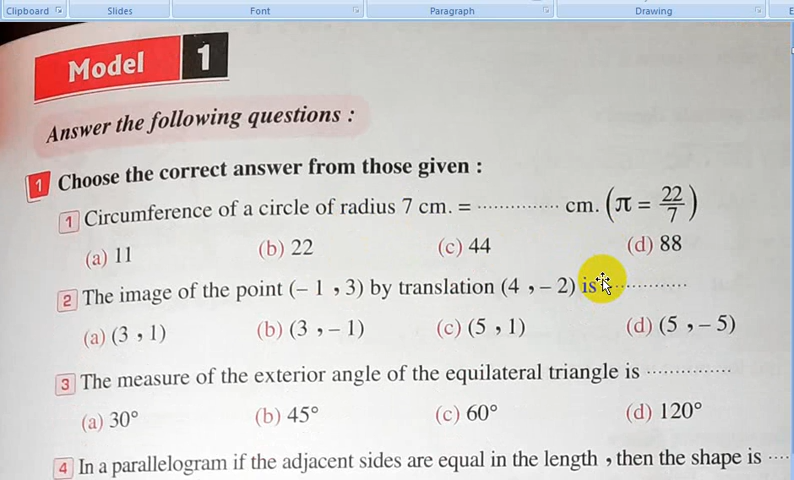 Clipboard Slides Font Paragraph Drawing
Model 1
Answer the following questions :
1 Choose the correct answer from those given :
1 Circumference of a circle of radius 7 cm. = ·············· cm. (π = 22/7)
(a) 11 (b) 22 (c) 44 (d) 88
2 The image of the point (– 1 , 3) by translation (4 , – 2) is ··············
(a) (3 , 1) (b) (3 , – 1) (c) (5 , 1) (d) (5 , – 5)
3 The measure of the exterior angle of the equilateral triangle is ··············
(a) 30° (b) 45° (c) 60° (d) 120°
4 In a parallelogram if the adjacent sides are equal in the length , then the shape is ····